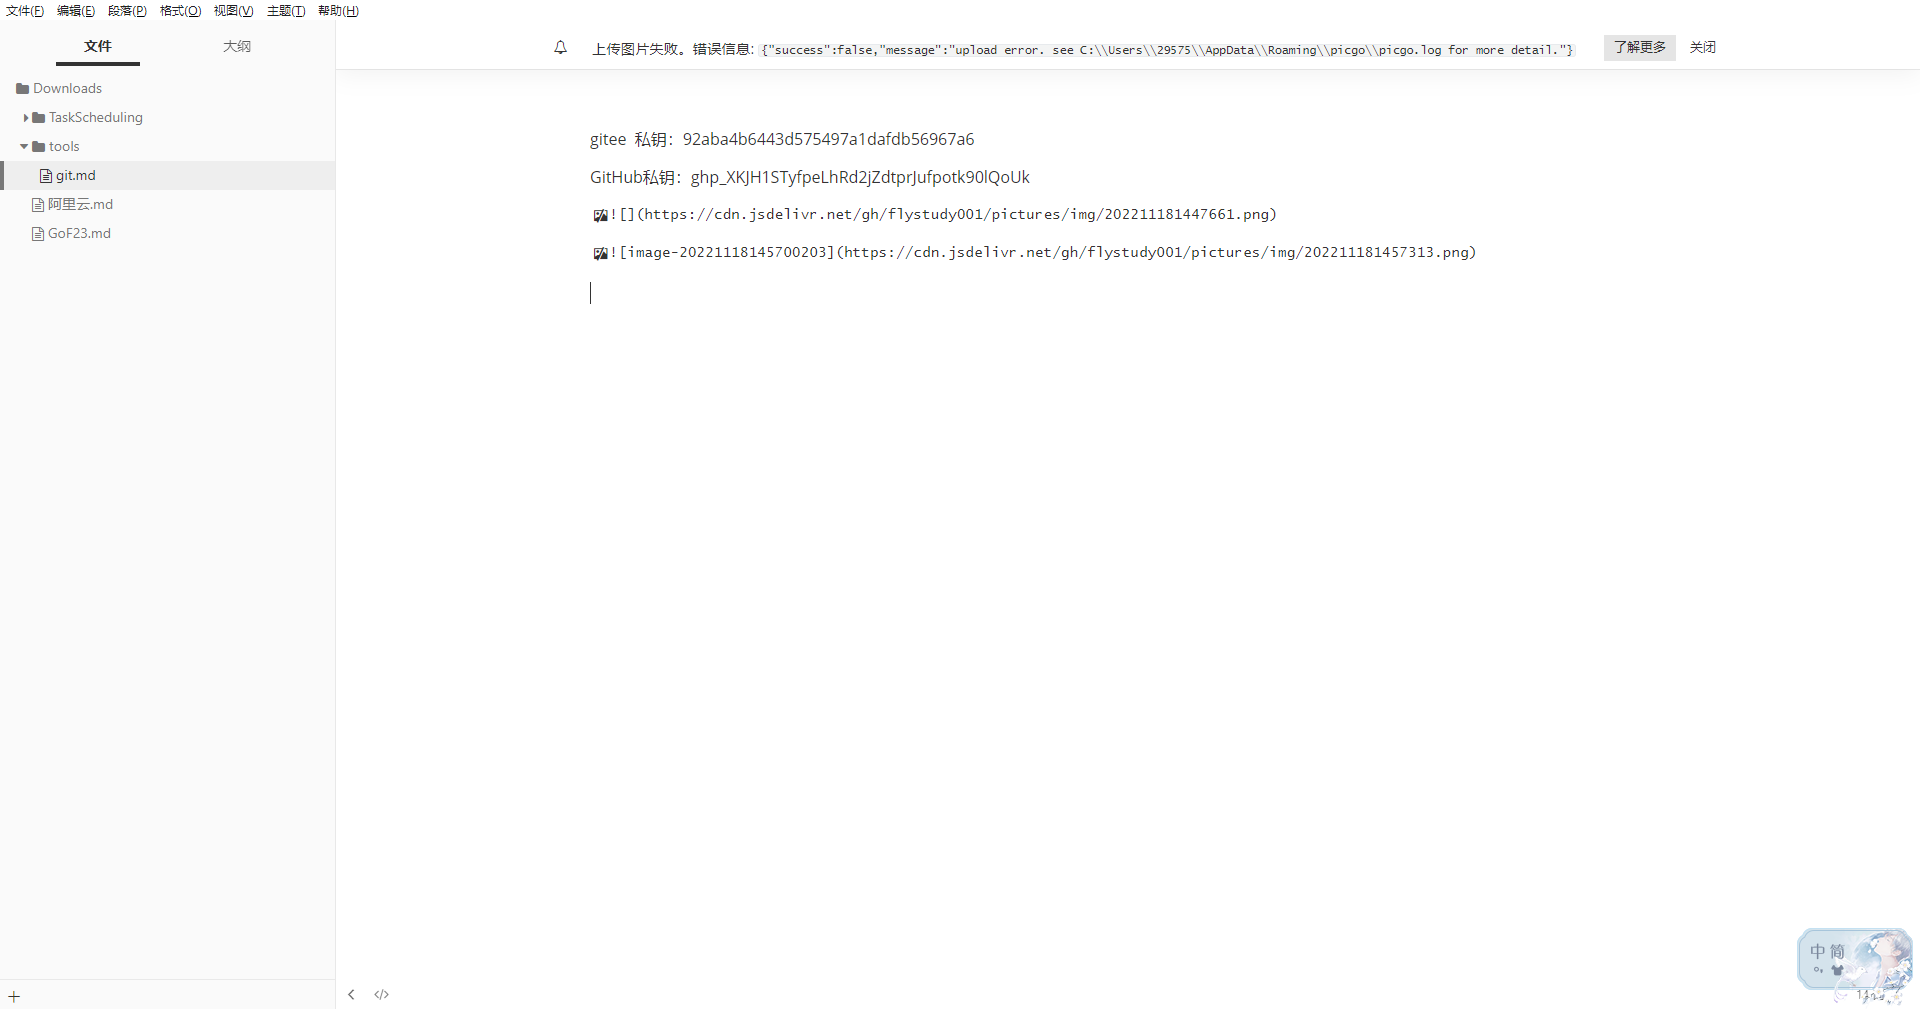 文件(F) 编辑(E) 段落(P) 格式(O) 视图(V) 主题(T) 帮助(H)
文件 大纲
上传图片失败。错误信息: {"success":false,"message":"upload error. see C:\\Users\\29575\\AppData\\Roaming\\picgo\\picgo.log for more detail."} 了解更多 关闭
Downloads
TaskScheduling
tools
git.md
阿里云.md
GoF23.md
gitee 私钥：92aba4b6443d575497a1dafdb56967a6
GitHub私钥：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
![](https://cdn.jsdelivr.net/gh/flystudy001/pictures/img/202211181447661.png)
![image-20221118145700203](https://cdn.jsdelivr.net/gh/flystudy001/pictures/img/202211181457313.png)
中 简